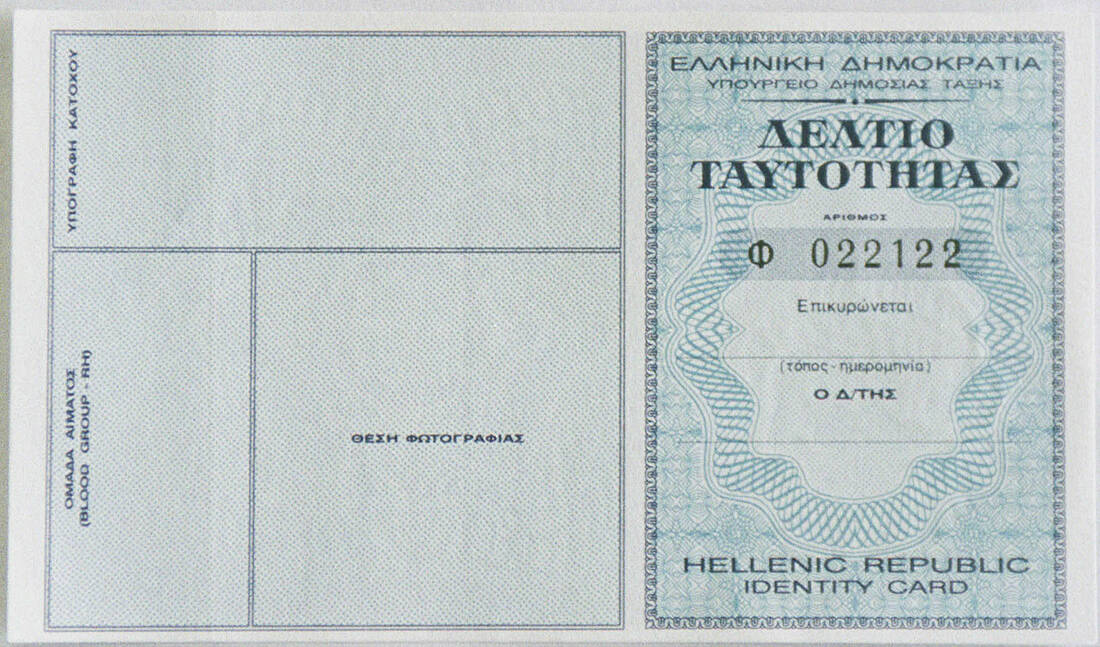 ΥΠΟΓΡΑΦΗ ΚΑΤΟΧΟΥ
ΟΜΑΔΑ ΑΙΜΑΤΟΣ
(BLOOD GROUP - RH)
ΘΕΣΗ ΦΩΤΟΓΡΑΦΙΑΣ
ΕΛΛΗΝΙΚΗ ΔΗΜΟΚΡΑΤΙΑ
ΥΠΟΥΡΓΕΙΟ ΔΗΜΟΣΙΑΣ ΤΑΞΗΣ
ΔΕΛΤΙΟ
ΤΑΥΤΟΤΗΤΑΣ
ΑΡΙΘΜΟΣ
Φ 022122
Επικυρώνεται
(τόπος - ημερομηνία)
Ο Δ/ΤΗΣ
HELLENIC REPUBLIC
IDENTITY CARD